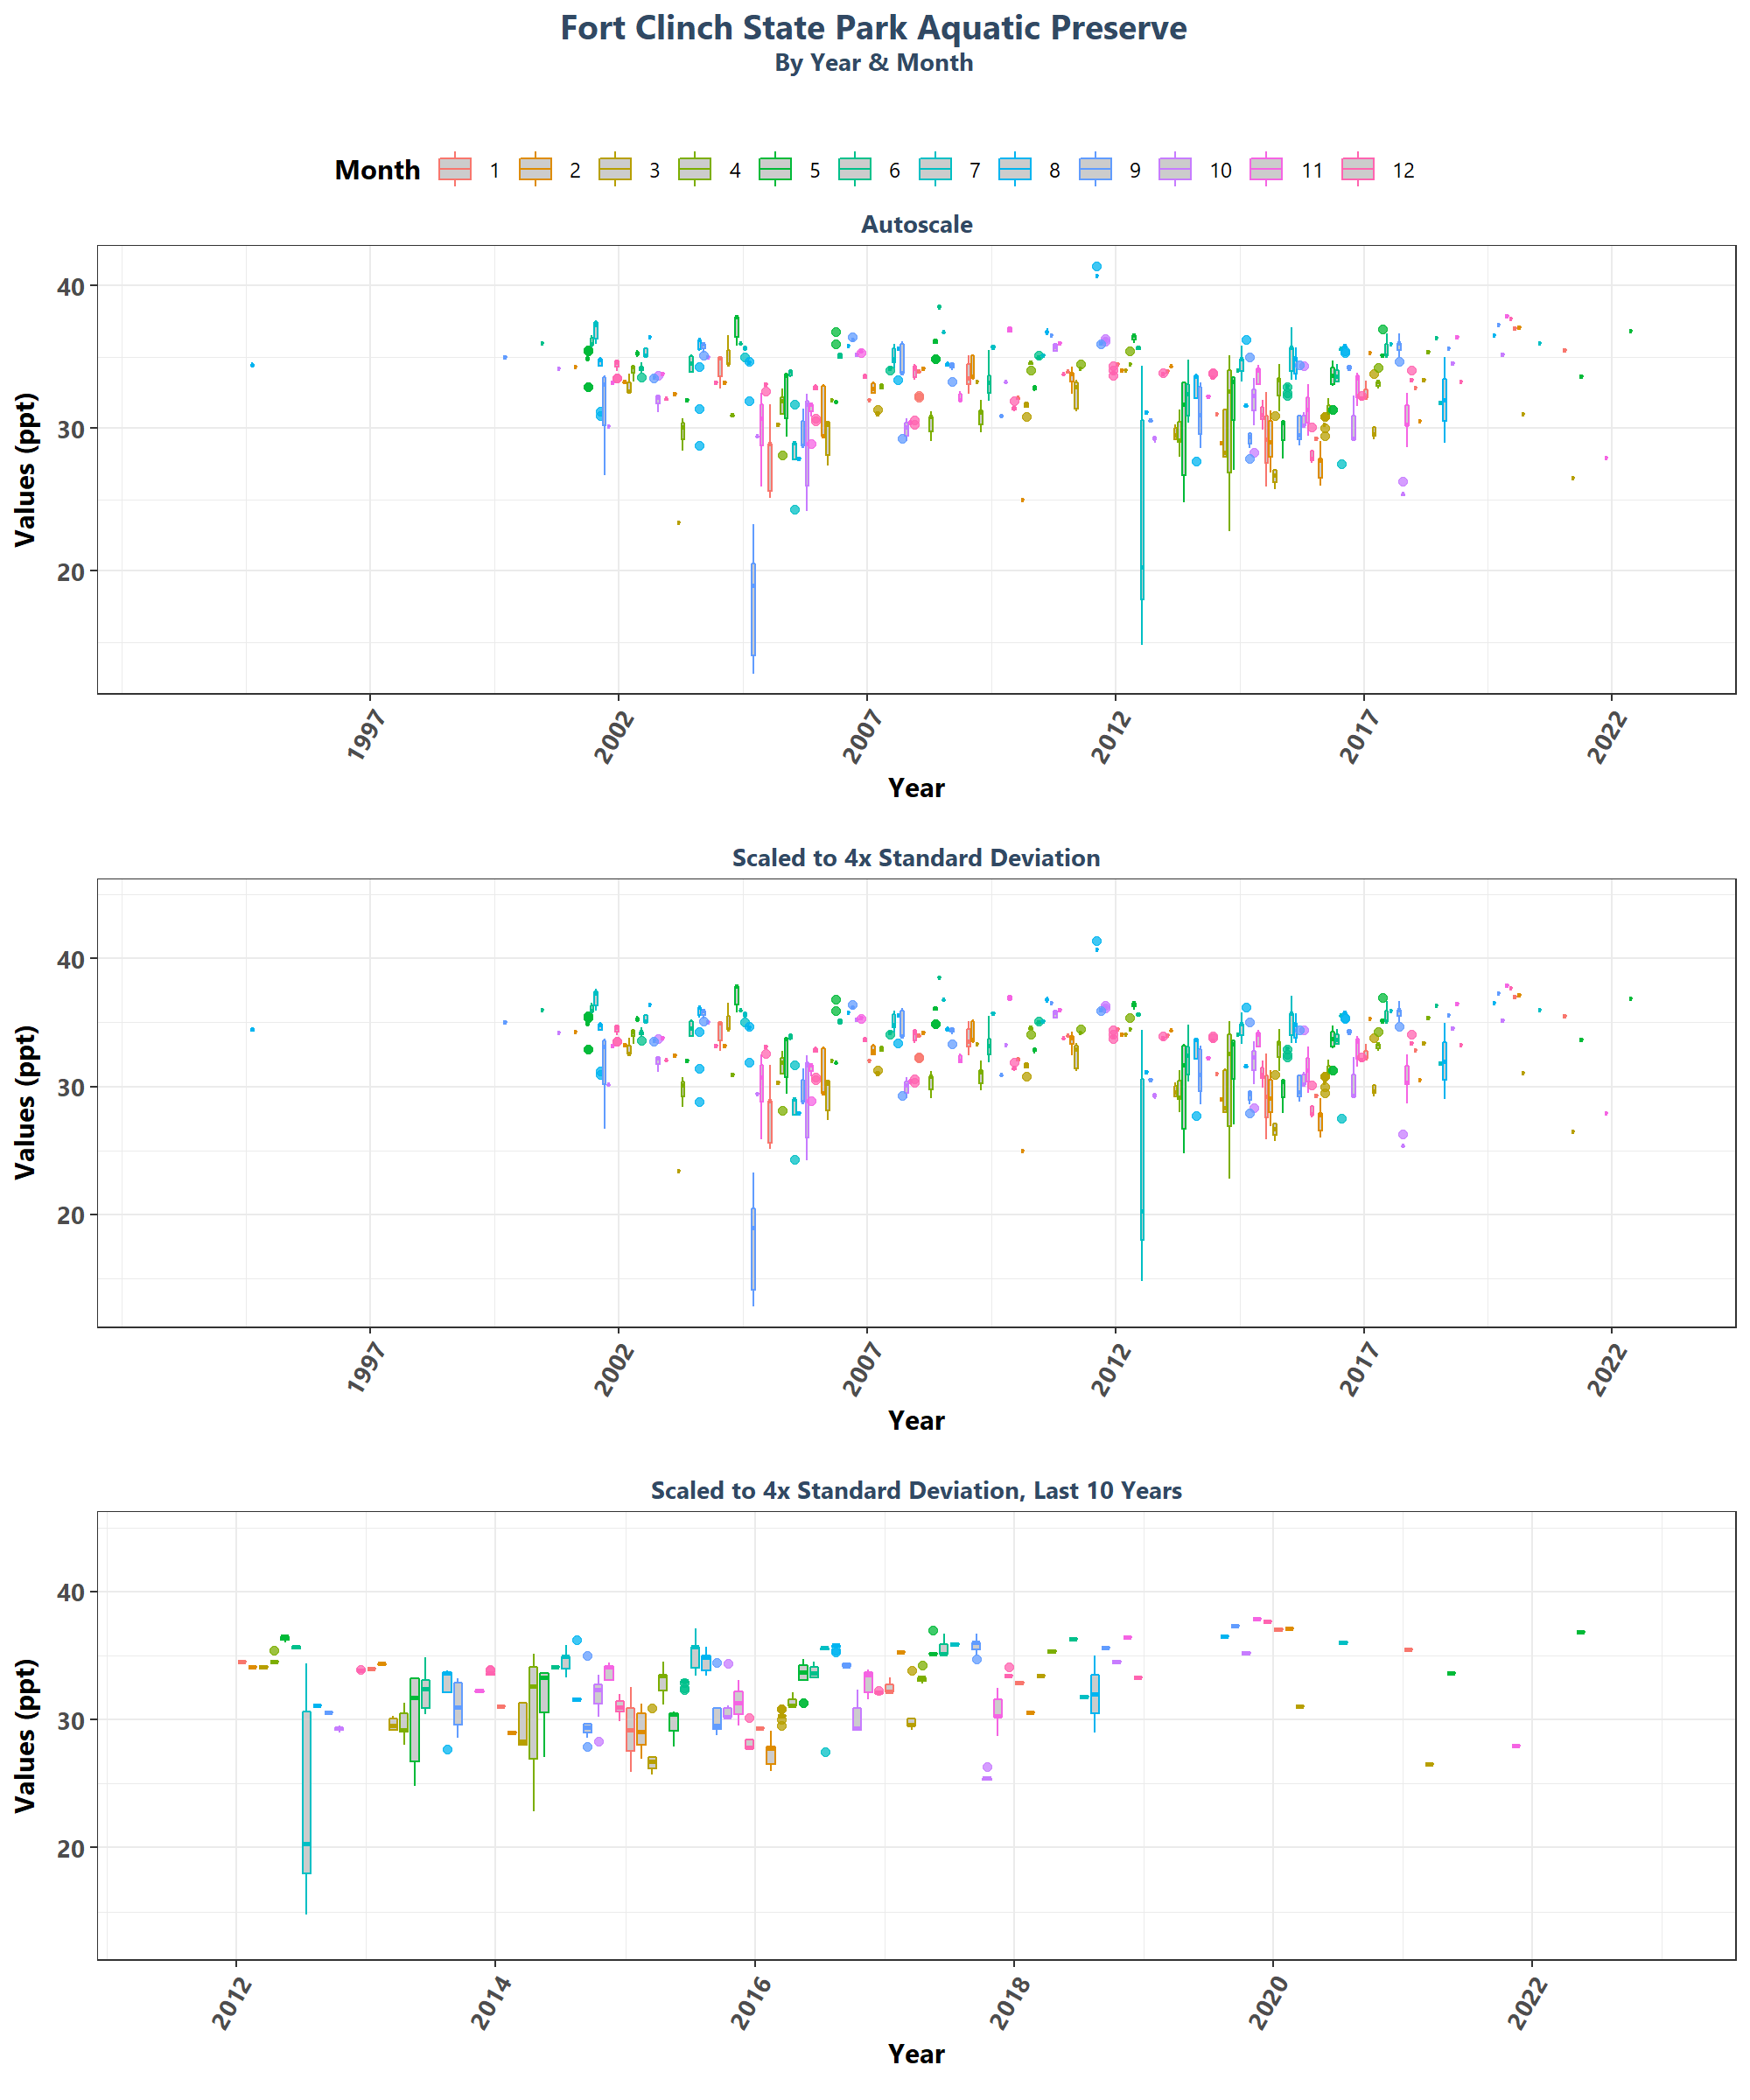 Fort Clinch State Park Aquatic Preserve
By Year & Month
Month 1 2 3 4 5 6 7 8 9 10 11 12
Autoscale
Values (ppt)
40
30
20
1997 2002 2007 2012 2017 2022
Year
Scaled to 4x Standard Deviation
Values (ppt)
40
30
20
1997 2002 2007 2012 2017 2022
Year
Scaled to 4x Standard Deviation, Last 10 Years
Values (ppt)
40
30
20
2012 2014 2016 2018 2020 2022
Year